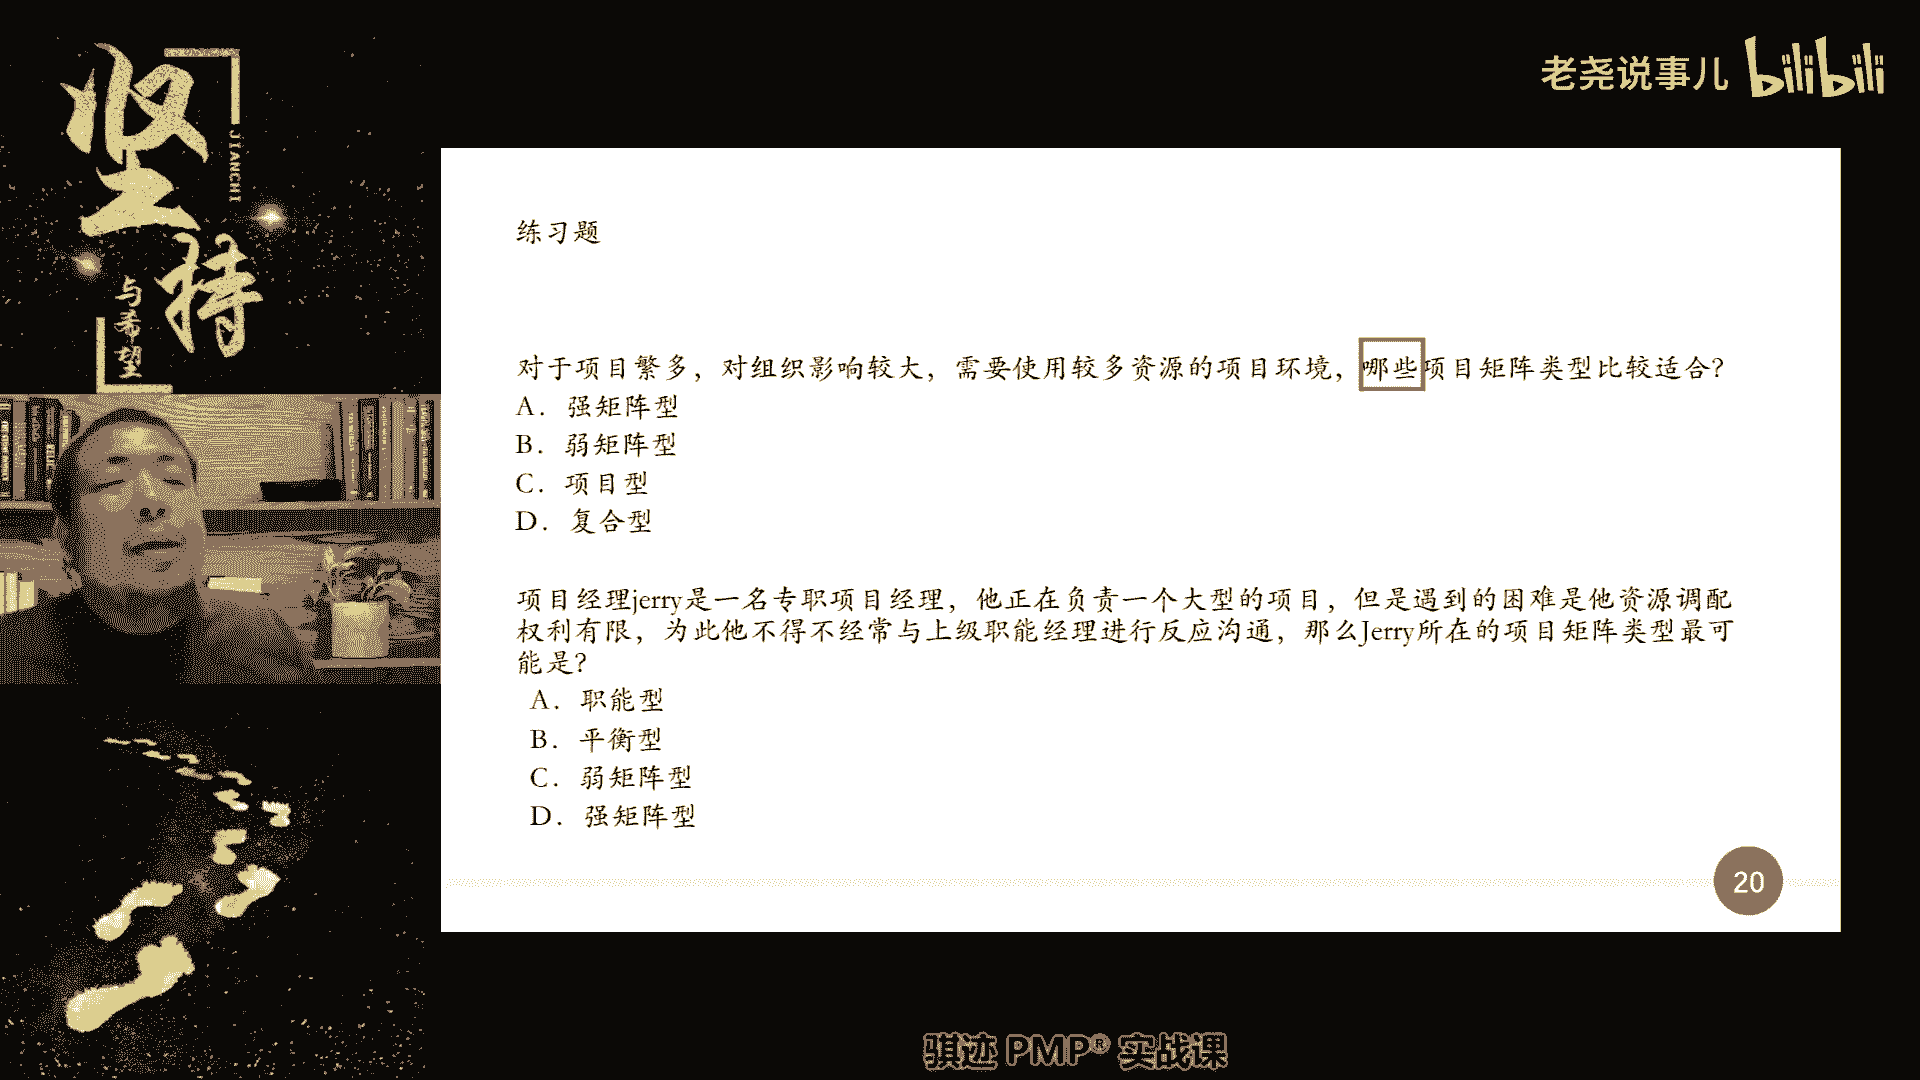 坚持
JIANCHI
与希望
老尧说事儿 bilibili
练习题
对于项目繁多，对组织影响较大，需要使用较多资源的项目环境，哪些项目矩阵类型比较适合？
A．强矩阵型
B．弱矩阵型
C．项目型
D．复合型
项目经理jerry是一名专职项目经理，他正在负责一个大型的项目，但是遇到的困难是他资源调配
权利有限，为此他不得不经常与上级职能经理进行反应沟通，那么Jerry所在的项目矩阵类型最可
能是？
A．职能型
B．平衡型
C．弱矩阵型
D．强矩阵型
20
骐迹 PMP® 实战课